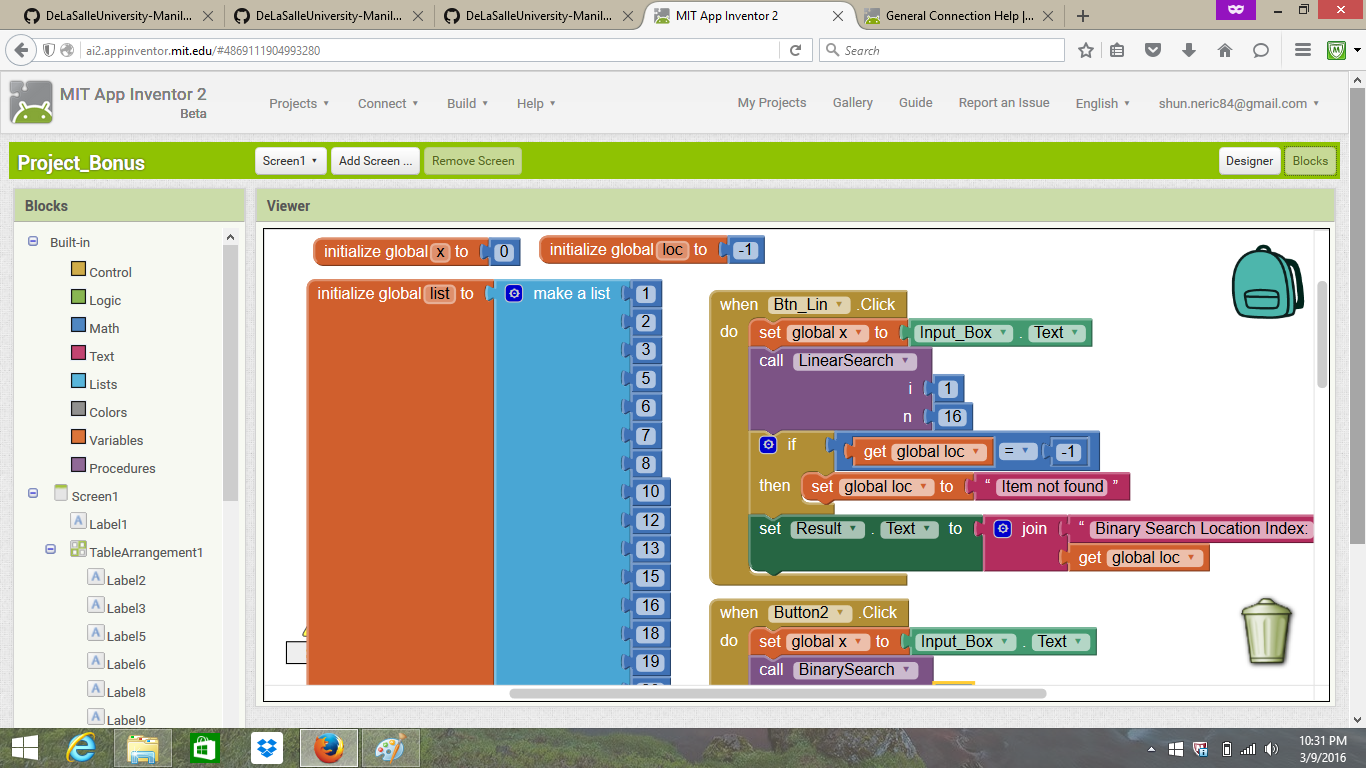 DeLaSalleUniversity-Manil...
DeLaSalleUniversity-Manil...
DeLaSalleUniversity-Manil...
MIT App Inventor 2
General Connection Help |...
ai2.appinventor.mit.edu/#4869111904993280
Search
MIT App Inventor 2
Beta
Projects
Connect
Build
Help
My Projects
Gallery
Guide
Report an Issue
English
shun.neric84@gmail.com
Project_Bonus
Screen1
Add Screen ...
Remove Screen
Designer
Blocks
Blocks
Built-in
Control
Logic
Math
Text
Lists
Colors
Variables
Procedures
Screen1
Label1
TableArrangement1
Label2
Label3
Label5
Label6
Label8
Label9
Viewer
initialize global x to 0
initialize global loc to -1
initialize global list to make a list 1
2
3
5
6
7
8
10
12
13
15
16
18
19
when Btn_Lin .Click
do set global x to Input_Box . Text
call LinearSearch
i 1
n 16
if get global loc = -1
then set global loc to " Item not found "
set Result . Text to join " Binary Search Location Index:
get global loc
when Button2 .Click
do set global x to Input_Box . Text
call BinarySearch
10:31 PM
3/9/2016